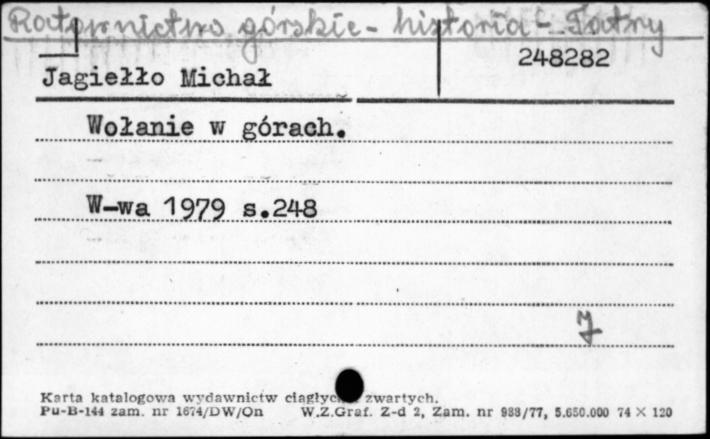 Ratownictwo górskie - historia - Tatry
248282
Jagiełło Michał
Wołanie w górach.
W-wa 1979 s.248
Karta katalogowa wydawnictw ciągłych zwartych.
Pu-B-144 zam. nr 1674/DW/On W.Z.Graf. Z-d 2, Zam. nr 988/77, 5.650.000 74 × 120